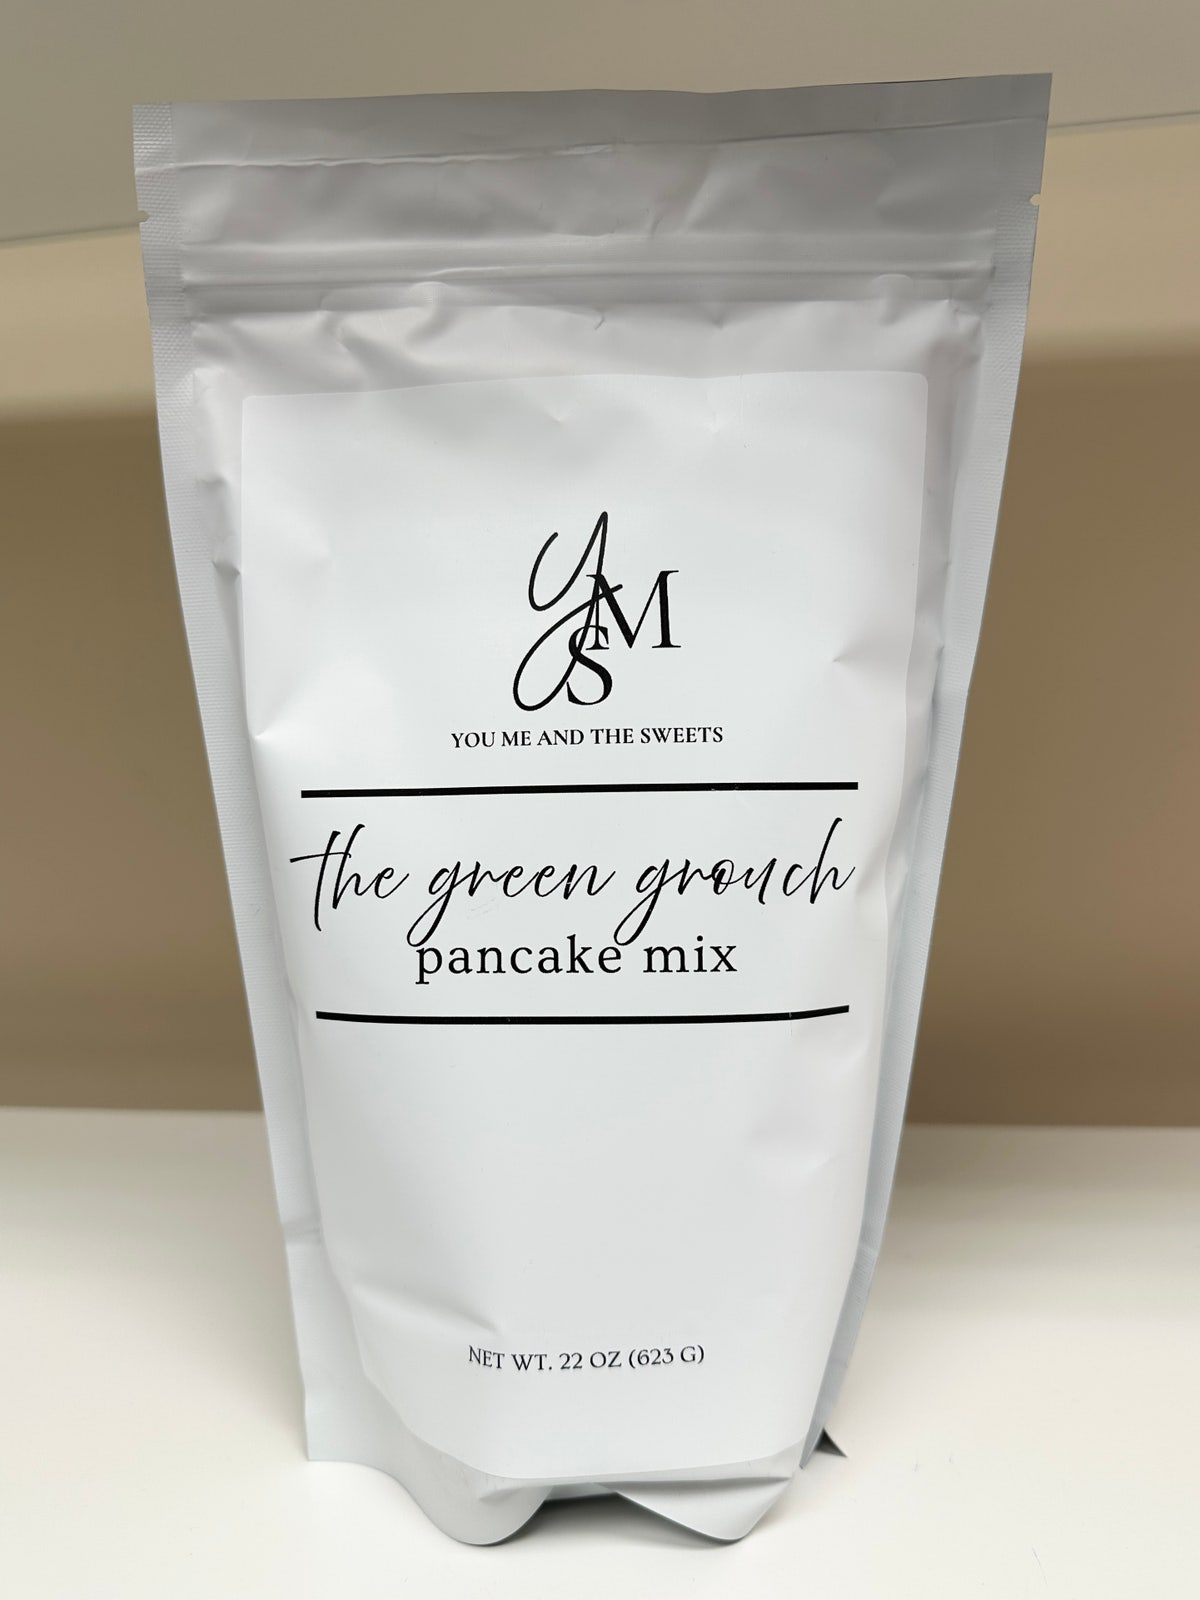 YMS
YOU ME AND THE SWEETS
the green grouch
pancake mix
NET WT. 22 OZ (623 G)